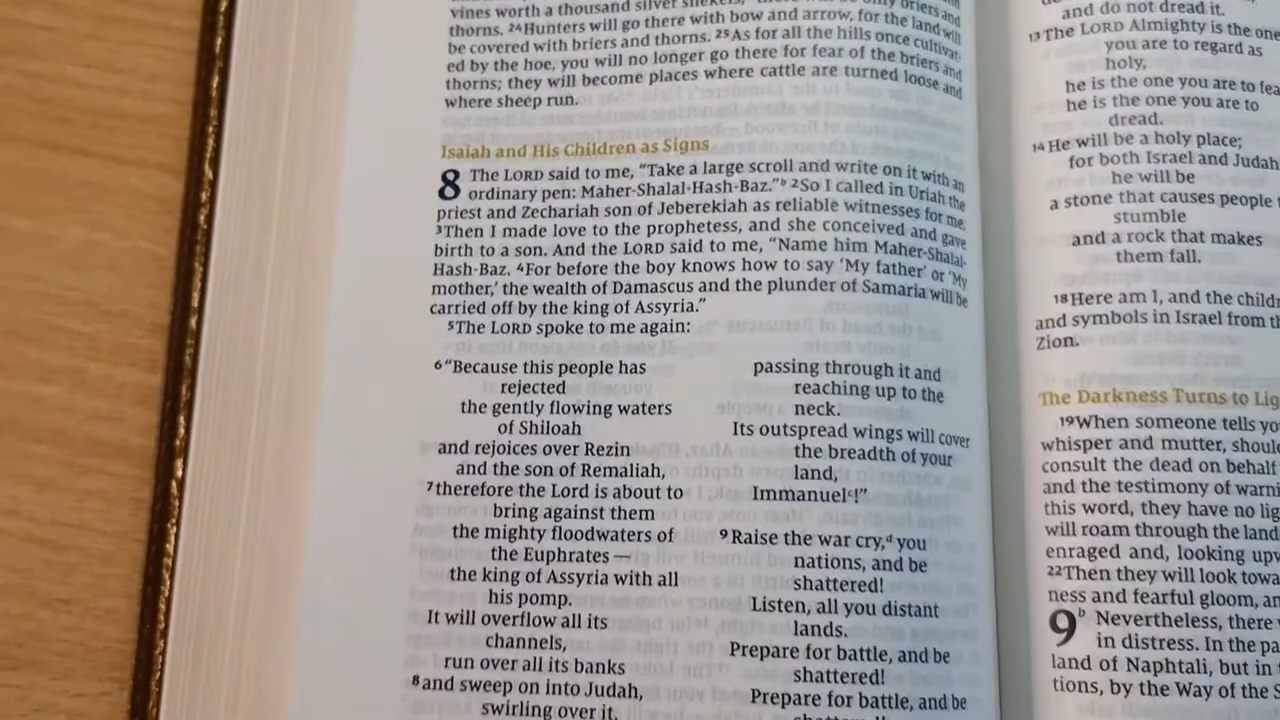 vines worth a thousand silver shekels, there will be only briers and
thorns. ²⁴Hunters will go there with bow and arrow, for the land will
be covered with briers and thorns. ²⁵As for all the hills once cultivat-
ed by the hoe, you will no longer go there for fear of the briers and
thorns; they will become places where cattle are turned loose and
where sheep run.
Isaiah and His Children as Signs
8 The LORD said to me, “Take a large scroll and write on it with an
ordinary pen: Maher-Shalal-Hash-Baz.”ᵇ ²So I called in Uriah the
priest and Zechariah son of Jeberekiah as reliable witnesses for me.
³Then I made love to the prophetess, and she conceived and gave
birth to a son. And the LORD said to me, “Name him Maher-Shalal-
Hash-Baz. ⁴For before the boy knows how to say ‘My father’ or ‘My
mother,’ the wealth of Damascus and the plunder of Samaria will be
carried off by the king of Assyria.”
⁵The LORD spoke to me again:
⁶“Because this people has
rejected
the gently flowing waters
of Shiloah
and rejoices over Rezin
and the son of Remaliah,
⁷therefore the Lord is about to
bring against them
the mighty floodwaters of
the Euphrates —
the king of Assyria with all
his pomp.
It will overflow all its
channels,
run over all its banks
⁸and sweep on into Judah,
swirling over it,
passing through it and
reaching up to the
neck.
Its outspread wings will cover
the breadth of your
land,
Immanuelᶜ!”
⁹Raise the war cry,ᵈ you
nations, and be
shattered!
Listen, all you distant
lands.
Prepare for battle, and be
shattered!
Prepare for battle, and be
and do not dread it.
¹³The LORD Almighty is the one
you are to regard as
holy,
he is the one you are to
he is the one you are to
dread.
¹⁴He will be a holy place;
for both Israel and Judah
he will be
a stone that causes people
stumble
and a rock that makes
them fall.
¹⁸Here am I, and the
and symbols in Israel from
Zion.
The Darkness Turns to
¹⁹When someone tells
whisper and mutter,
consult the dead on behalf
and the testimony of
this word, they have no
will roam through the land
enraged and, looking
²²Then they will look
ness and fearful gloom,
9ᵇ Nevertheless, there
in distress. In the
land of Naphtali, but in
tions, by the Way of the